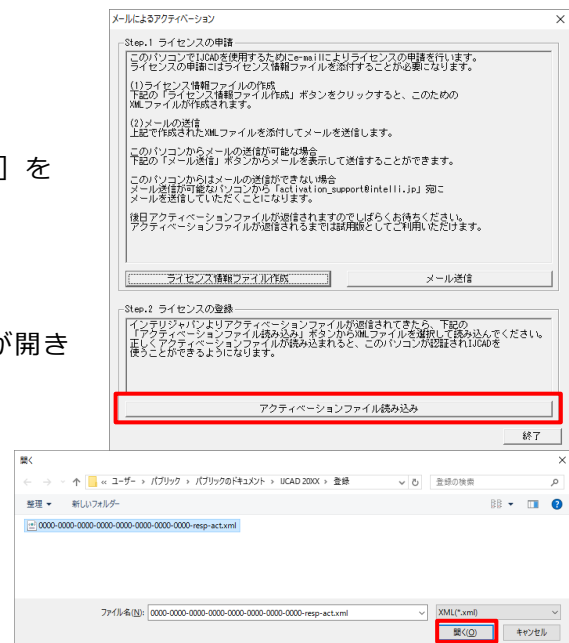 メールによるアクティベーション
Step.1 ライセンスの申請
このパソコンでIJCADを使用するためにe-mailによりライセンスの申請を行います。
ライセンスの申請にはライセンス情報ファイルを添付することが必要になります。
(1)ライセンス情報ファイルの作成
下記の「ライセンス情報ファイル作成」ボタンをクリックすると、このための
XMLファイルが作成されます。
(2)メールの送信
上記で作成されたXMLファイルを添付してメールを送信します。
］を
このパソコンからメールの送信が可能な場合
下記の「メール送信」ボタンからメールを表示して送信することができます。
このパソコンからはメールの送信ができない場合
メール送信が可能なパソコンから「activation_support@intelli.jp」宛に
メールを送信していただくことになります。
後日アクティベーションファイルが返信されますのでしばらくお待ちください。
アクティベーションファイルが返信されるまでは試用版としてご利用いただけます。
ライセンス情報ファイル作成 メール送信
Step.2 ライセンスの登録
インテリジャパンよりアクティベーションファイルが返信されてきたら、下記の
「アクティベーションファイル読み込み」ボタンからXMLファイルを選択して読み込んでください。
正しくアクティベーションファイルが読み込まれると、このパソコンが認証されIJCADを
使うことができるようになります。
が開き
アクティベーションファイル読み込み
終了
開く
« ユーザー › パブリック › パブリックのドキュメント › IJCAD 20XX › 登録 登録の検索
整理 新しいフォルダー
0000-0000-0000-0000-0000-0000-0000-0000-resp-act.xml
ファイル名(N): 0000-0000-0000-0000-0000-0000-0000-0000-resp-act.xml XML(*.xml)
開く(O) キャンセル